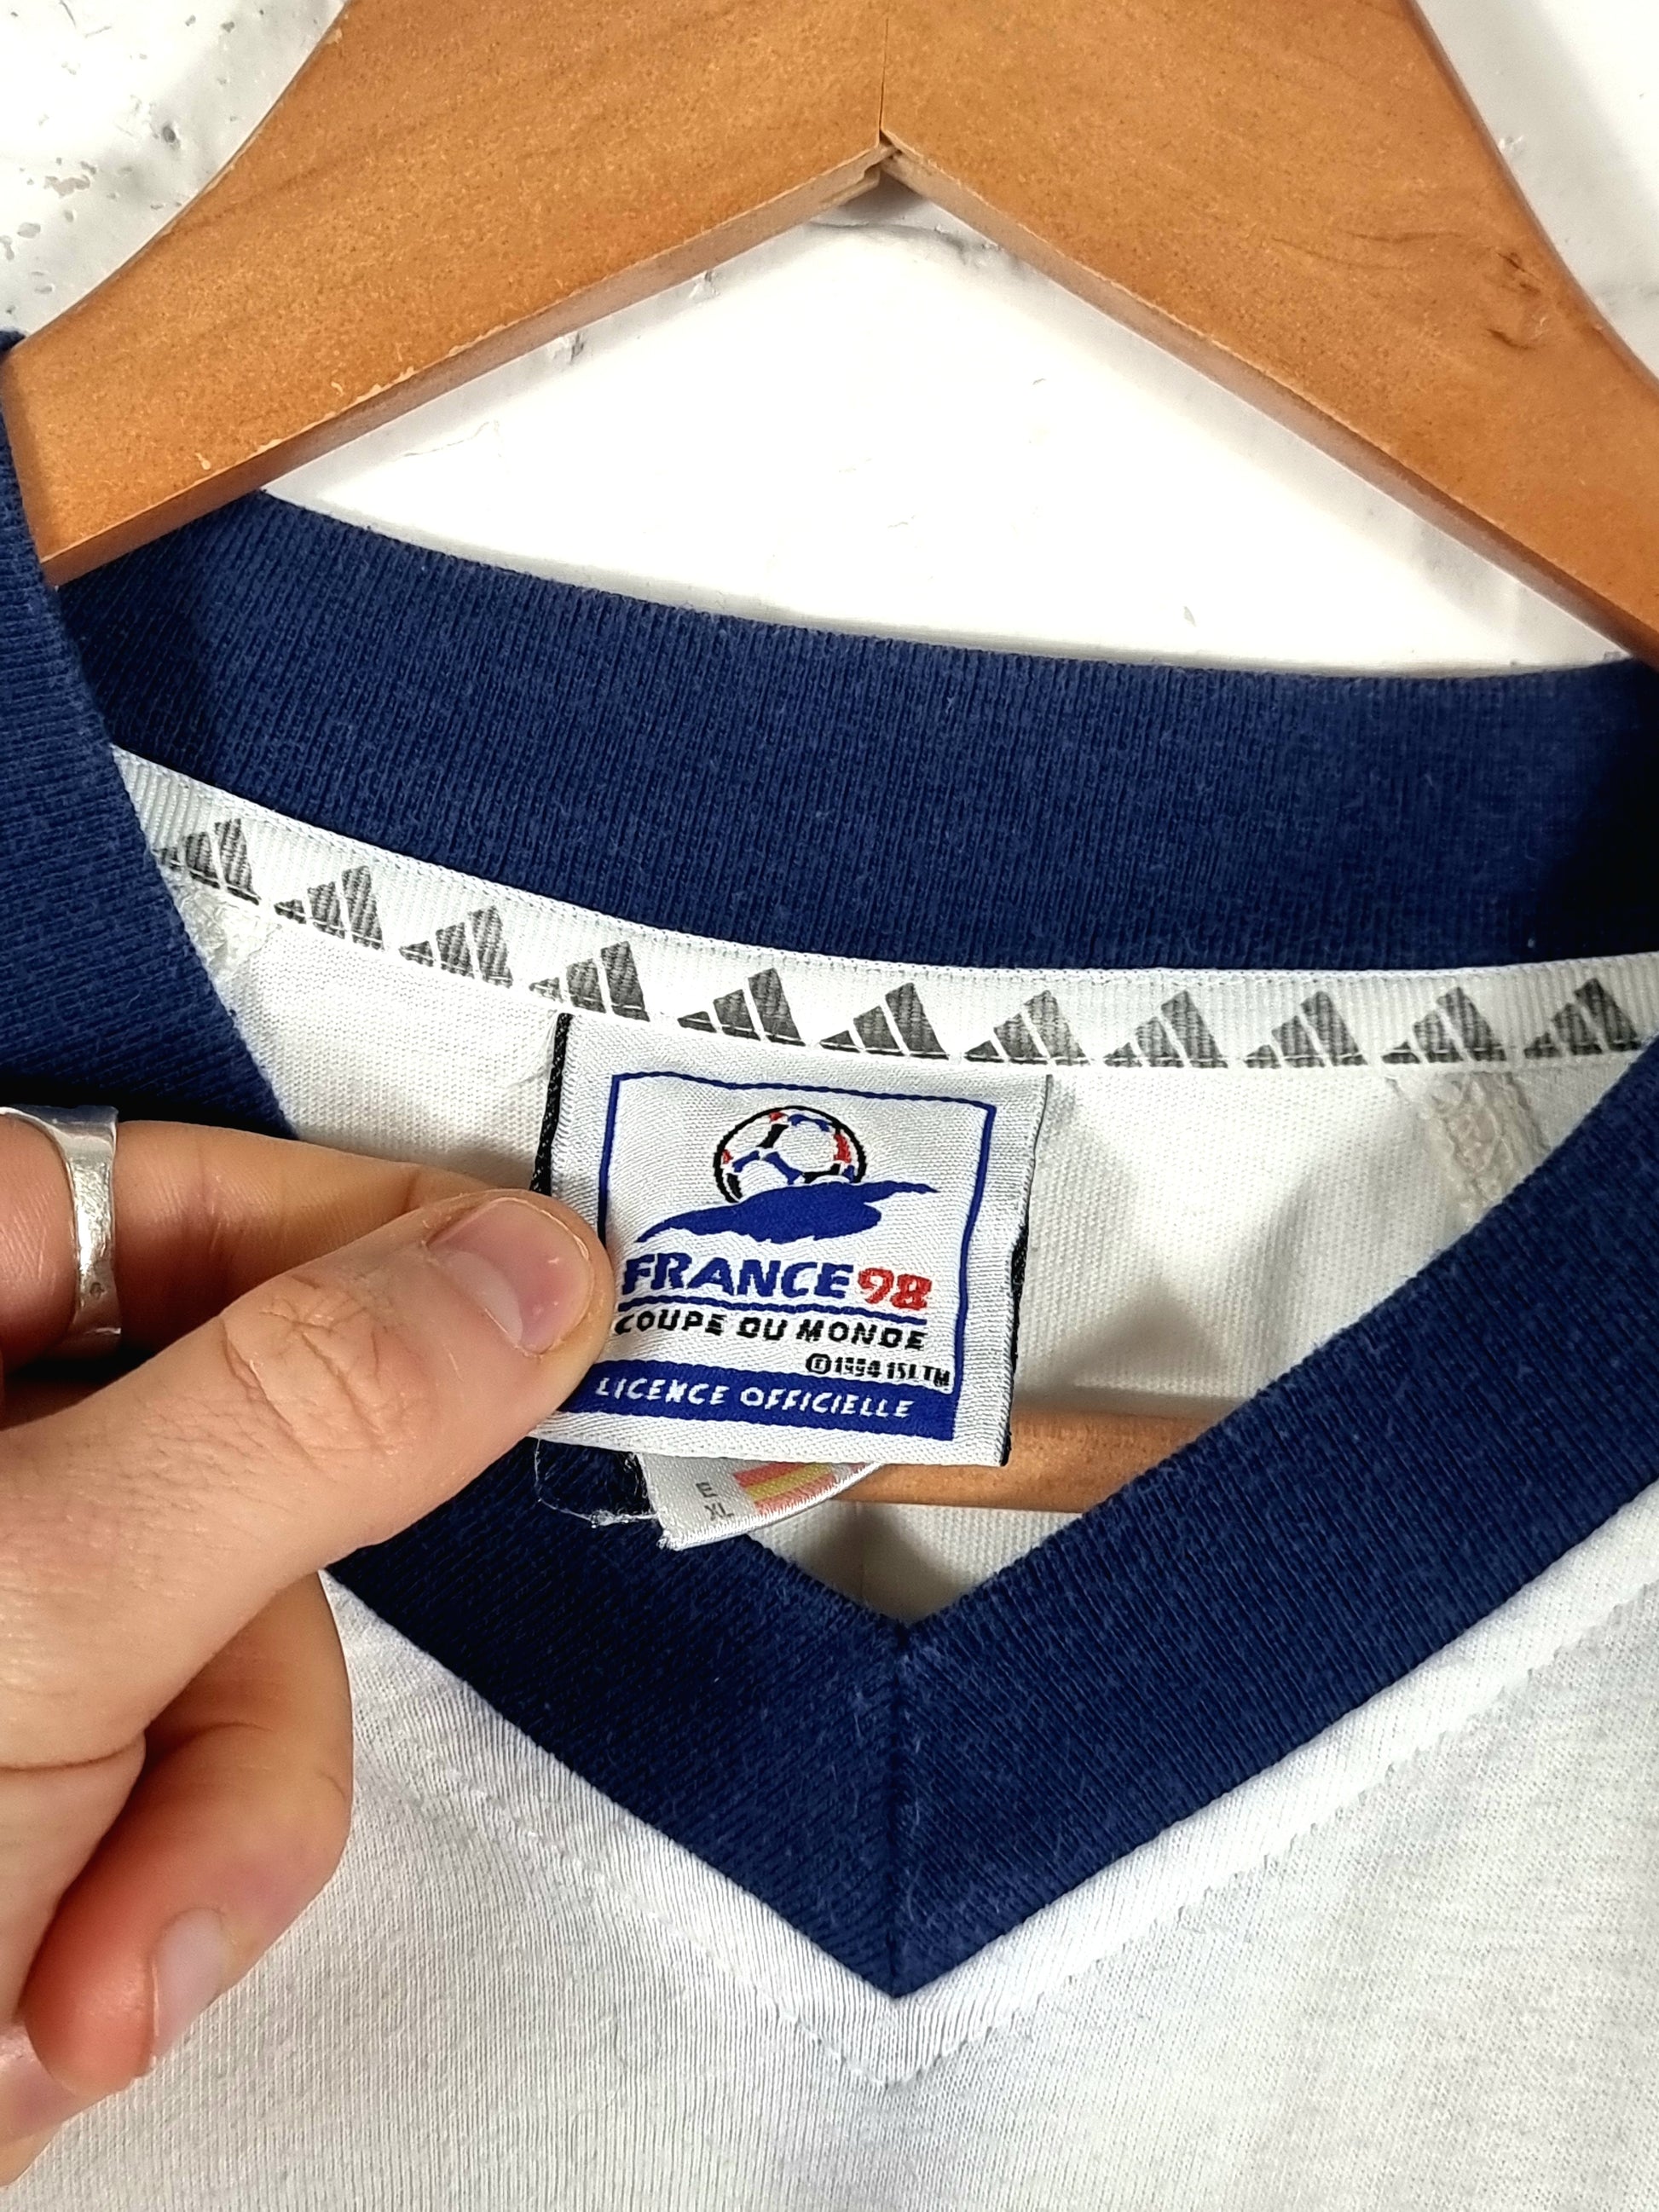 FRANCE98
COUPE DU MONDE
©1994 ISL TM
LICENCE OFFICIELLE
E
XL